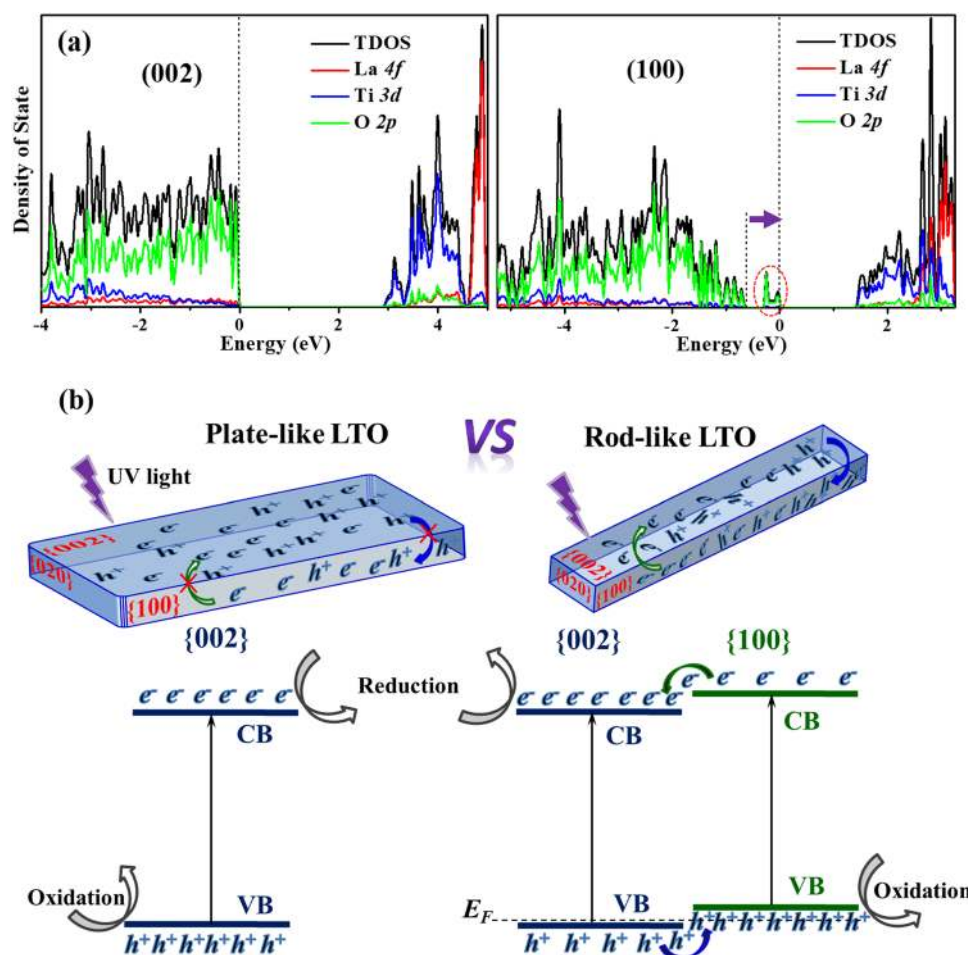 (a)
(002)
TDOS
La 4f
Ti 3d
O 2p
(100)
TDOS
La 4f
Ti 3d
O 2p
Density of State
-4 -2 0 2 4
Energy (eV)
-4 -2 0 2
Energy (eV)
(b)
Plate-like LTO VS Rod-like LTO
UV light
{002}
{020}
{100}
h⁺ e⁻ h⁺ e⁻ e⁻ h⁺ h⁺
{002}
{020}
{100}
{002} {002} {100}
e⁻ e⁻ e⁻ e⁻ e⁻ e⁻
Reduction
e⁻ e⁻ e⁻ e⁻ e⁻ e⁻ e⁻
e⁻ e⁻ e⁻ e⁻ e⁻
CB CB CB
Oxidation
VB VB VB
Oxidation
E_F
h⁺ h⁺ h⁺ h⁺ h⁺ h⁺
h⁺ h⁺ h⁺ h⁺ h⁺
h⁺ h⁺ h⁺ h⁺ h⁺ h⁺ h⁺